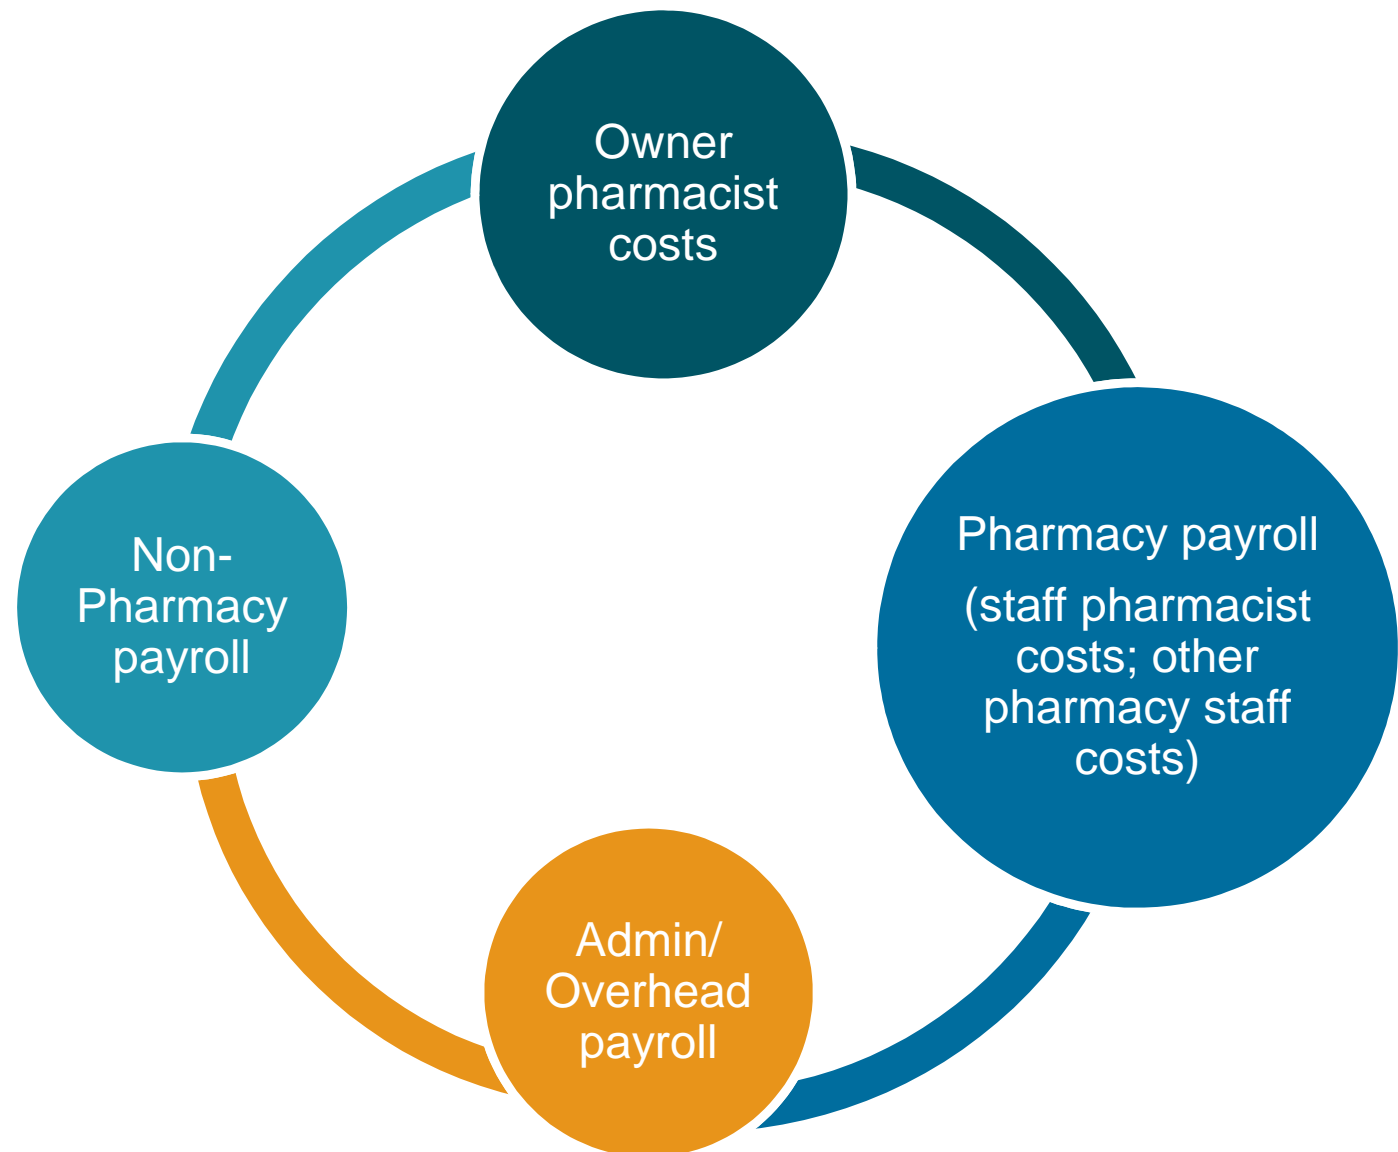 Owner
pharmacist
costs
Pharmacy payroll
(staff pharmacist
costs; other
pharmacy staff
costs)
Admin/
Overhead
payroll
Non-
Pharmacy
payroll